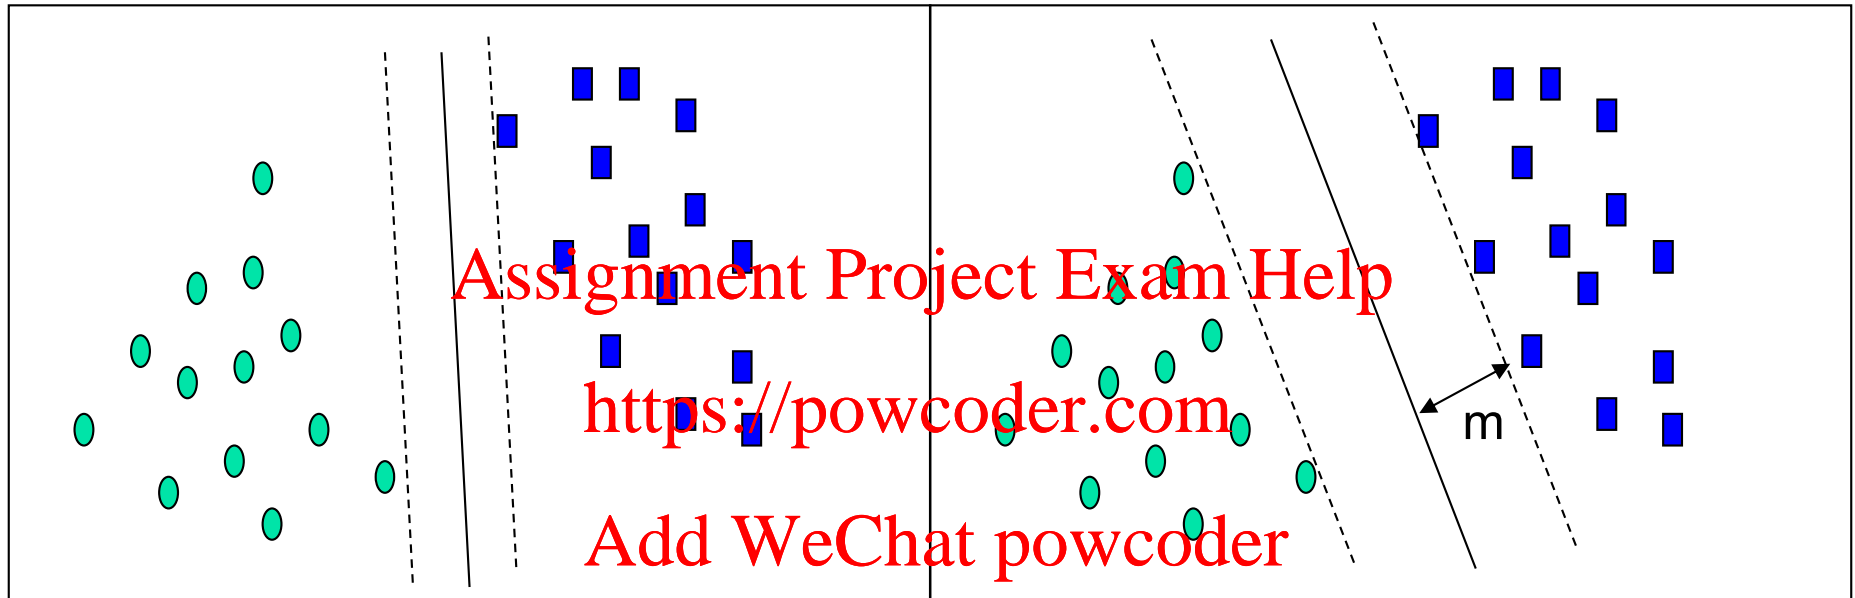 Assignment Project Exam Help
https://powcoder.com
m
Add WeChat powcoder